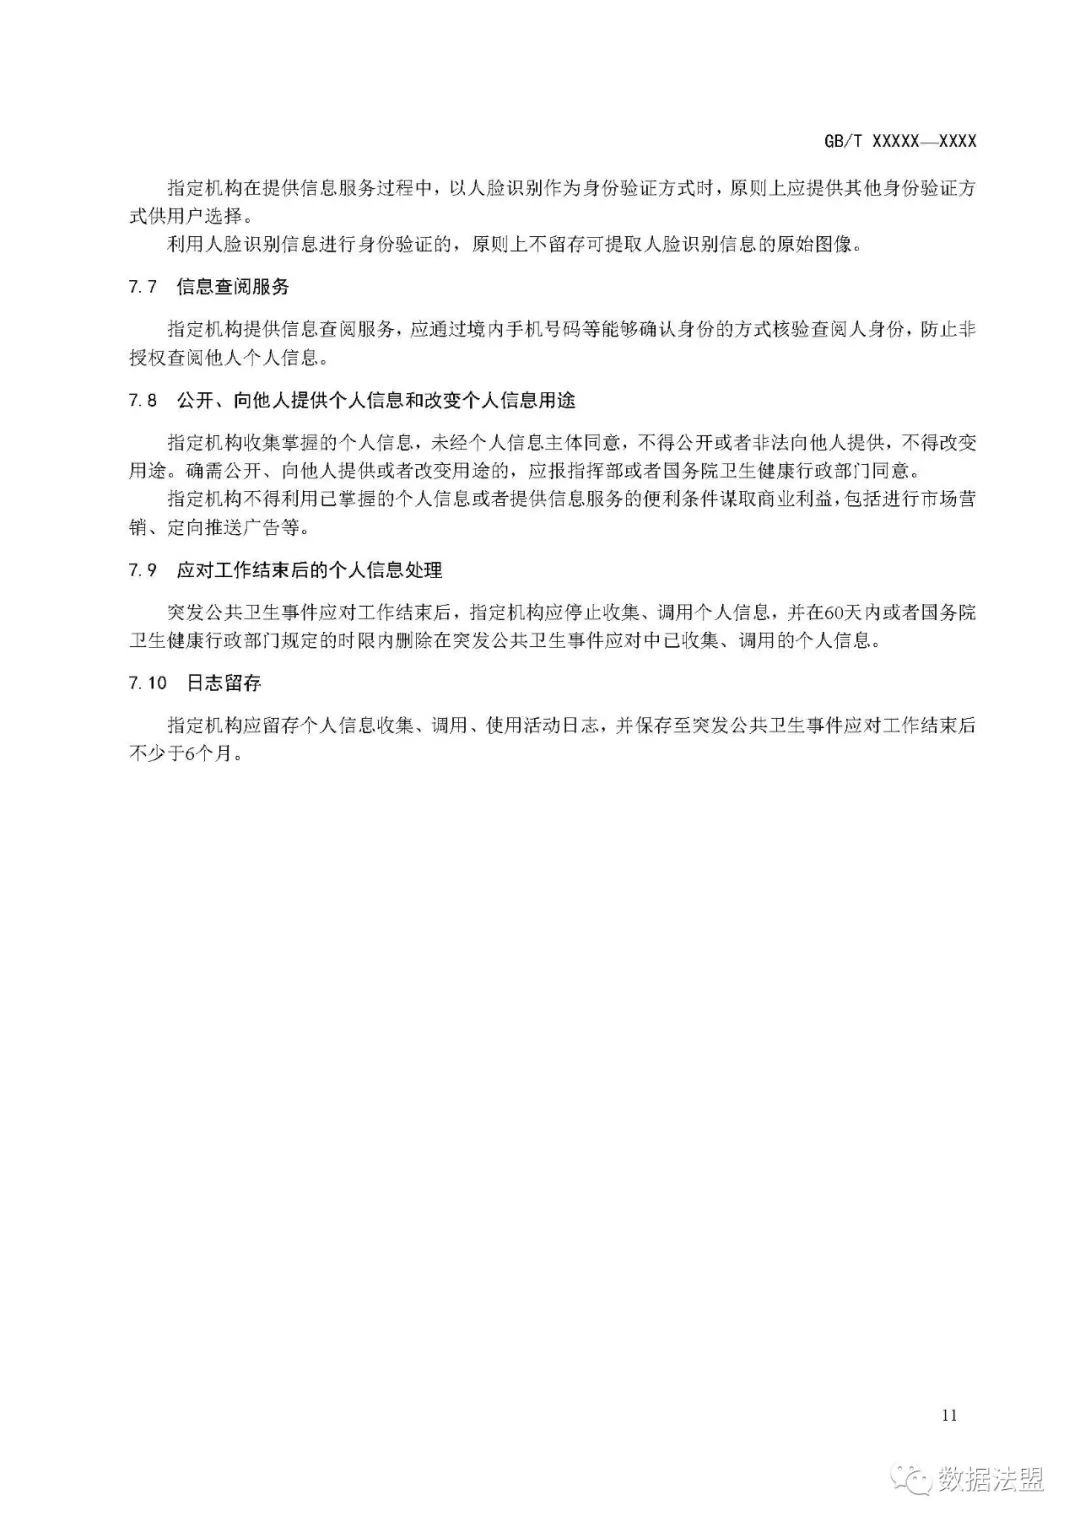 GB/T XXXXX—XXXX
指定机构在提供信息服务过程中，以人脸识别作为身份验证方式时，原则上应提供其他身份验证方
式供用户选择。
利用人脸识别信息进行身份验证的，原则上不留存可提取人脸识别信息的原始图像。
7.7 信息查阅服务
指定机构提供信息查阅服务，应通过境内手机号码等能够确认身份的方式核验查阅人身份，防止非
授权查阅他人个人信息。
7.8 公开、向他人提供个人信息和改变个人信息用途
指定机构收集掌握的个人信息，未经个人信息主体同意，不得公开或者非法向他人提供，不得改变
用途。确需公开、向他人提供或者改变用途的，应报指挥部或者国务院卫生健康行政部门同意。
指定机构不得利用已掌握的个人信息或者提供信息服务的便利条件谋取商业利益，包括进行市场营
销、定向推送广告等。
7.9 应对工作结束后的个人信息处理
突发公共卫生事件应对工作结束后，指定机构应停止收集、调用个人信息，并在60天内或者国务院
卫生健康行政部门规定的时限内删除在突发公共卫生事件应对中已收集、调用的个人信息。
7.10 日志留存
指定机构应留存个人信息收集、调用、使用活动日志，并保存至突发公共卫生事件应对工作结束后
不少于6个月。
11
数据法盟